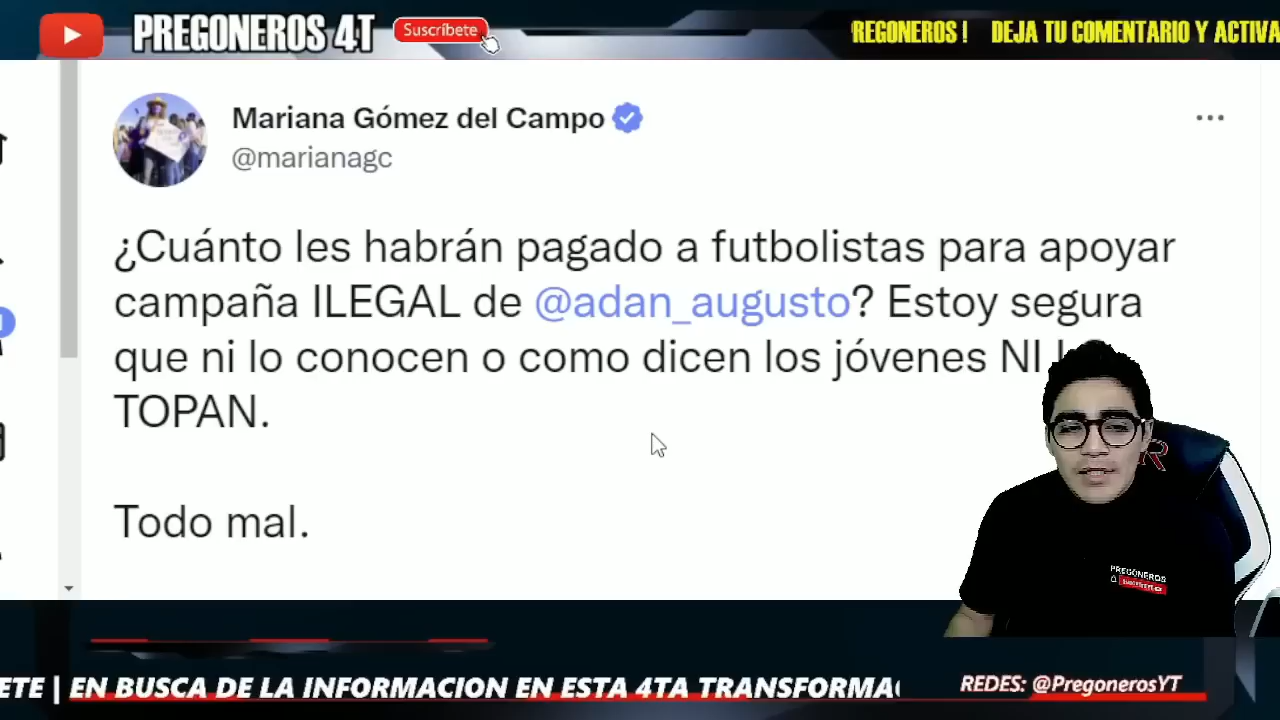 PREGONEROS 4T
Suscríbete
REGONEROS ! DEJA TU COMENTARIO Y ACTIVA
Mariana Gómez del Campo
@marianagc
¿Cuánto les habrán pagado a futbolistas para apoyar
campaña ILEGAL de @adan_augusto? Estoy segura
que ni lo conocen o como dicen los jóvenes NI
TOPAN.
Todo mal.
PREGONEROS
ETE | EN BUSCA DE LA INFORMACION EN ESTA 4TA TRANSFORMA
REDES: @PregonerosYT